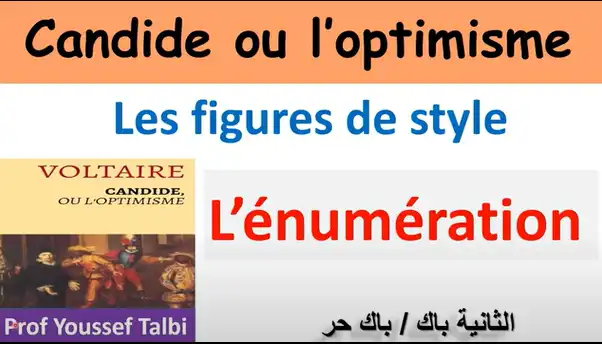 Candide ou l'optimisme
Les figures de style
VOLTAIRE
CANDIDE,
OU L'OPTIMISME
L'énumération
Prof Youssef Talbi
الثانية باك / باك حر